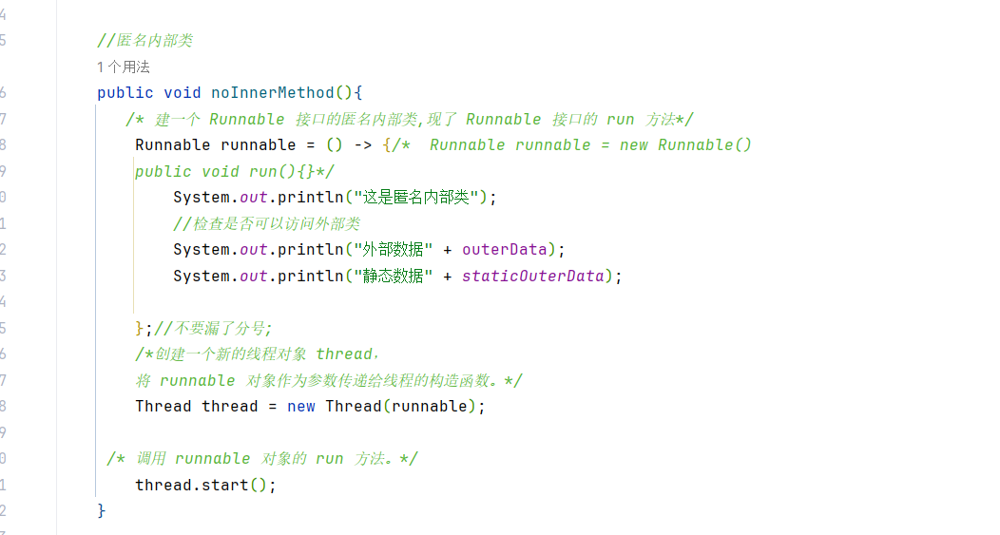 4
5 //匿名内部类
1 个用法
6 public void noInnerMethod(){
7 /* 建一个 Runnable 接口的匿名内部类,现了 Runnable 接口的 run 方法*/
8 Runnable runnable = () -> {/*  Runnable runnable = new Runnable()
9 public void run(){}*/
0 System.out.println("这是匿名内部类");
1 //检查是否可以访问外部类
2 System.out.println("外部数据" + outerData);
3 System.out.println("静态数据" + staticOuterData);
4
5 };//不要漏了分号;
6 /*创建一个新的线程对象 thread，
7 将 runnable 对象作为参数传递给线程的构造函数。*/
8 Thread thread = new Thread(runnable);
9
0 /* 调用 runnable 对象的 run 方法。*/
1 thread.start();
2 }